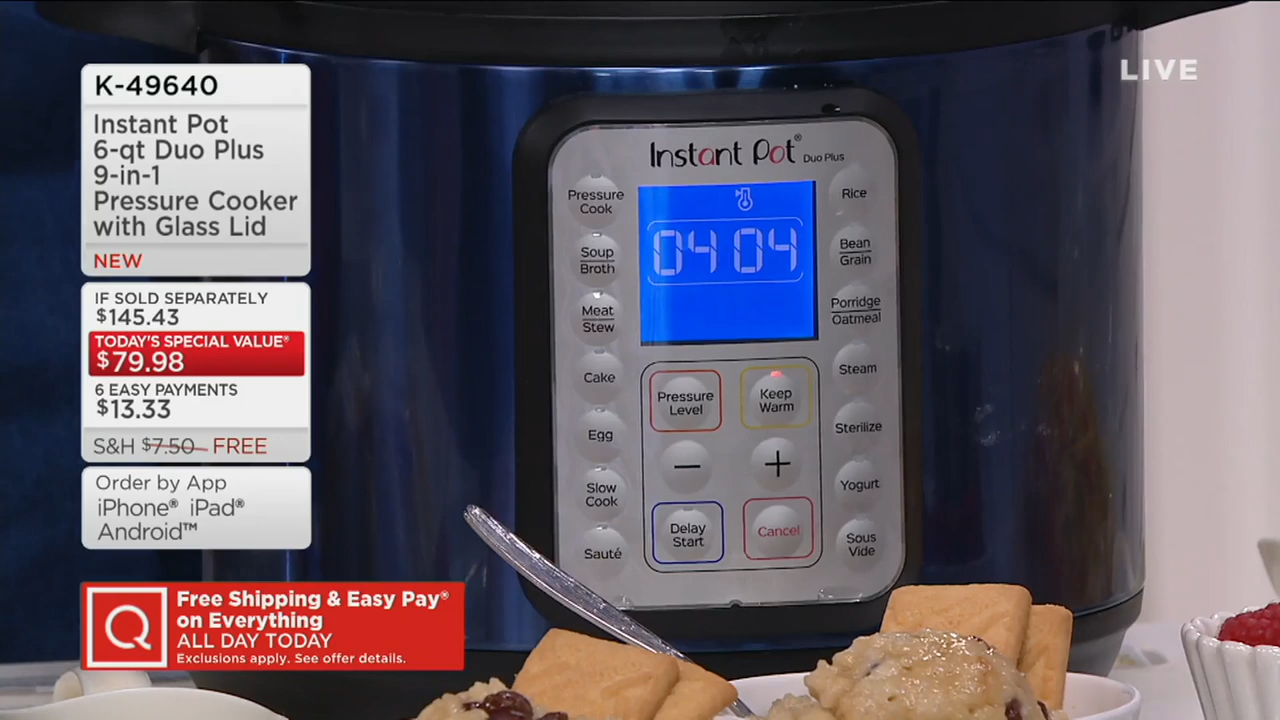 K-49640
Instant Pot
6-qt Duo Plus
9-in-1
Pressure Cooker
with Glass Lid
NEW
IF SOLD SEPARATELY
$145.43
TODAY'S SPECIAL VALUE®
$79.98
6 EASY PAYMENTS
$13.33
S&H $7.50 FREE
Order by App
iPhone® iPad®
Android™
Q
Free Shipping & Easy Pay®
on Everything
ALL DAY TODAY
Exclusions apply. See offer details.
LIVE
Instant Pot® Duo Plus
04 04
Pressure
Cook
Soup
Broth
Meat
Stew
Cake
Egg
Slow
Cook
Sauté
Pressure
Level
Keep
Warm
− +
Delay
Start
Cancel
Rice
Bean
Grain
Porridge
Oatmeal
Steam
Sterilize
Yogurt
Sous
Vide